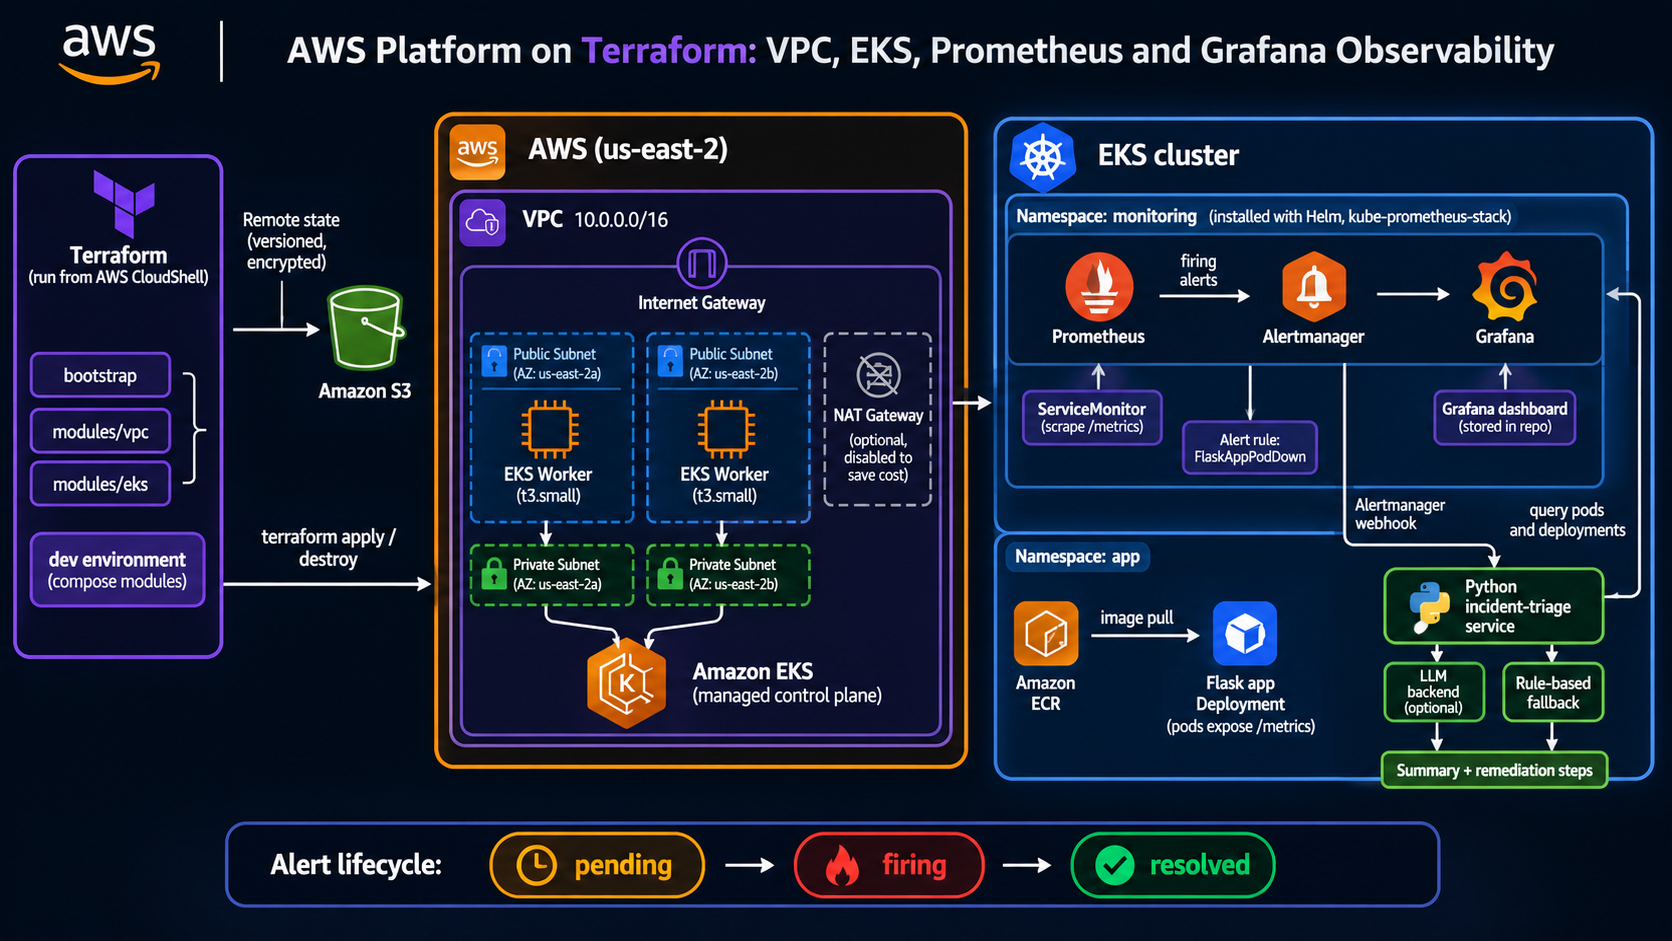 aws
AWS Platform on Terraform: VPC, EKS, Prometheus and Grafana Observability
Terraform
(run from AWS CloudShell)
bootstrap
modules/vpc
modules/eks
dev environment
(compose modules)
Remote state
(versioned,
encrypted)
Amazon S3
terraform apply /
destroy
aws
AWS (us-east-2)
VPC 10.0.0.0/16
Internet Gateway
Public Subnet
(AZ: us-east-2a)
EKS Worker
(t3.small)
Public Subnet
(AZ: us-east-2b)
EKS Worker
(t3.small)
NAT Gateway
(optional,
disabled to
save cost)
Private Subnet
(AZ: us-east-2a)
Private Subnet
(AZ: us-east-2b)
K
Amazon EKS
(managed control plane)
EKS cluster
Namespace: monitoring (installed with Helm, kube-prometheus-stack)
Prometheus
firing
alerts
Alertmanager
Grafana
ServiceMonitor
(scrape /metrics)
Alert rule:
FlaskAppPodDown
Grafana dashboard
(stored in repo)
Alertmanager
webhook
query pods
and deployments
Namespace: app
Amazon
ECR
image pull
Flask app
Deployment
(pods expose /metrics)
Python
incident-triage
service
LLM
backend
(optional)
Rule-based
fallback
Summary + remediation steps
Alert lifecycle:
pending
firing
resolved